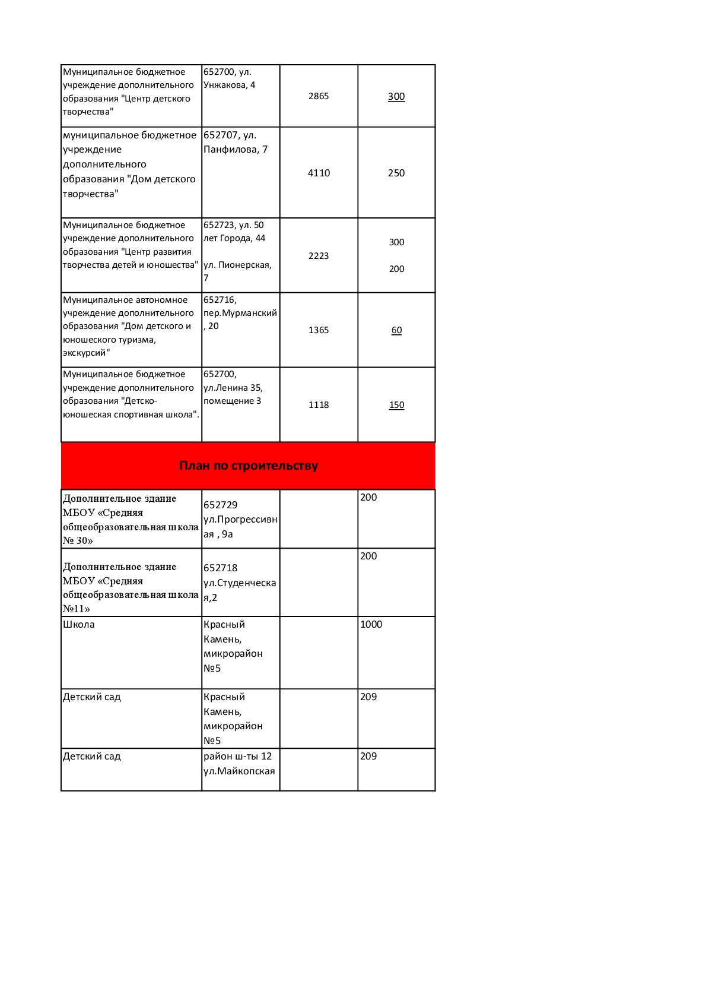 Муниципальное бюджетное
учреждение дополнительного
образования "Центр детского
творчества"
652700, ул.
Унжакова, 4
2865
300
муниципальное бюджетное
учреждение
дополнительного
образования "Дом детского
творчества"
652707, ул.
Панфилова, 7
4110
250
Муниципальное бюджетное
учреждение дополнительного
образования "Центр развития
творчества детей и юношества"
652723, ул. 50
лет Города, 44
ул. Пионерская,
7
2223
300
200
Муниципальное автономное
учреждение дополнительного
образования "Дом детского и
юношеского туризма,
экскурсий"
652716,
пер.Мурманский
, 20
1365
60
Муниципальное бюджетное
учреждение дополнительного
образования "Детско-
юношеская спортивная школа".
652700,
ул.Ленина 35,
помещение 3
1118
150
План по строительству
Дополнительное здание
МБОУ «Средняя
общеобразовательная школа
№ 30»
652729
ул.Прогрессивн
ая , 9а
200
Дополнительное здание
МБОУ «Средняя
общеобразовательная школа
№11»
652718
ул.Студенческа
я,2
200
Школа
Красный
Камень,
микрорайон
№5
1000
Детский сад
Красный
Камень,
микрорайон
№5
209
Детский сад
район ш-ты 12
ул.Майкопская
209